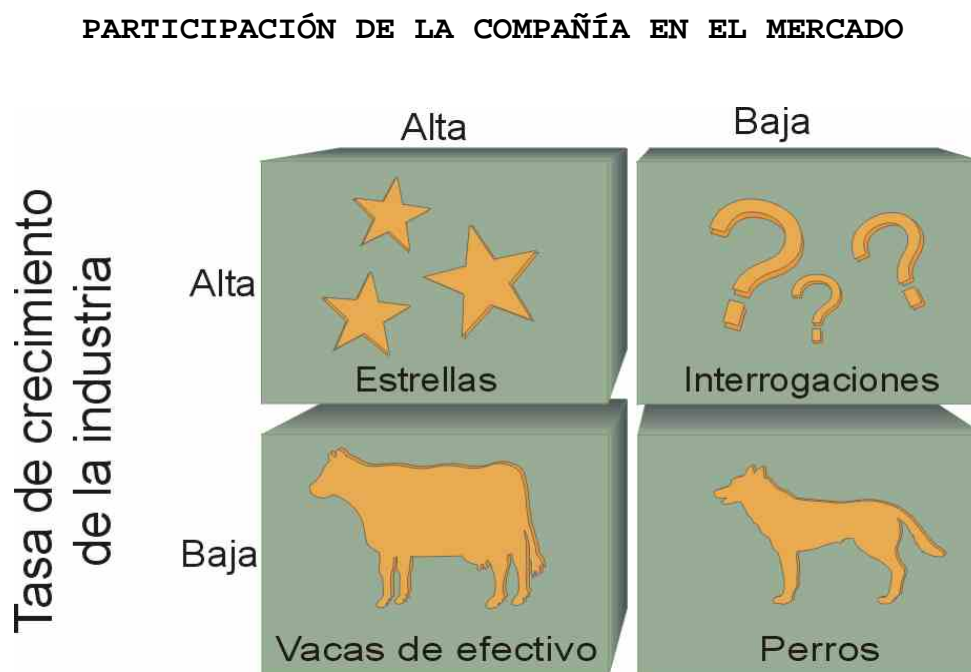 PARTICIPACIÓN DE LA COMPAÑÍA EN EL MERCADO
Alta
Baja
Tasa de crecimiento
de la industria
Alta
Estrellas
Interrogaciones
Baja
Vacas de efectivo
Perros